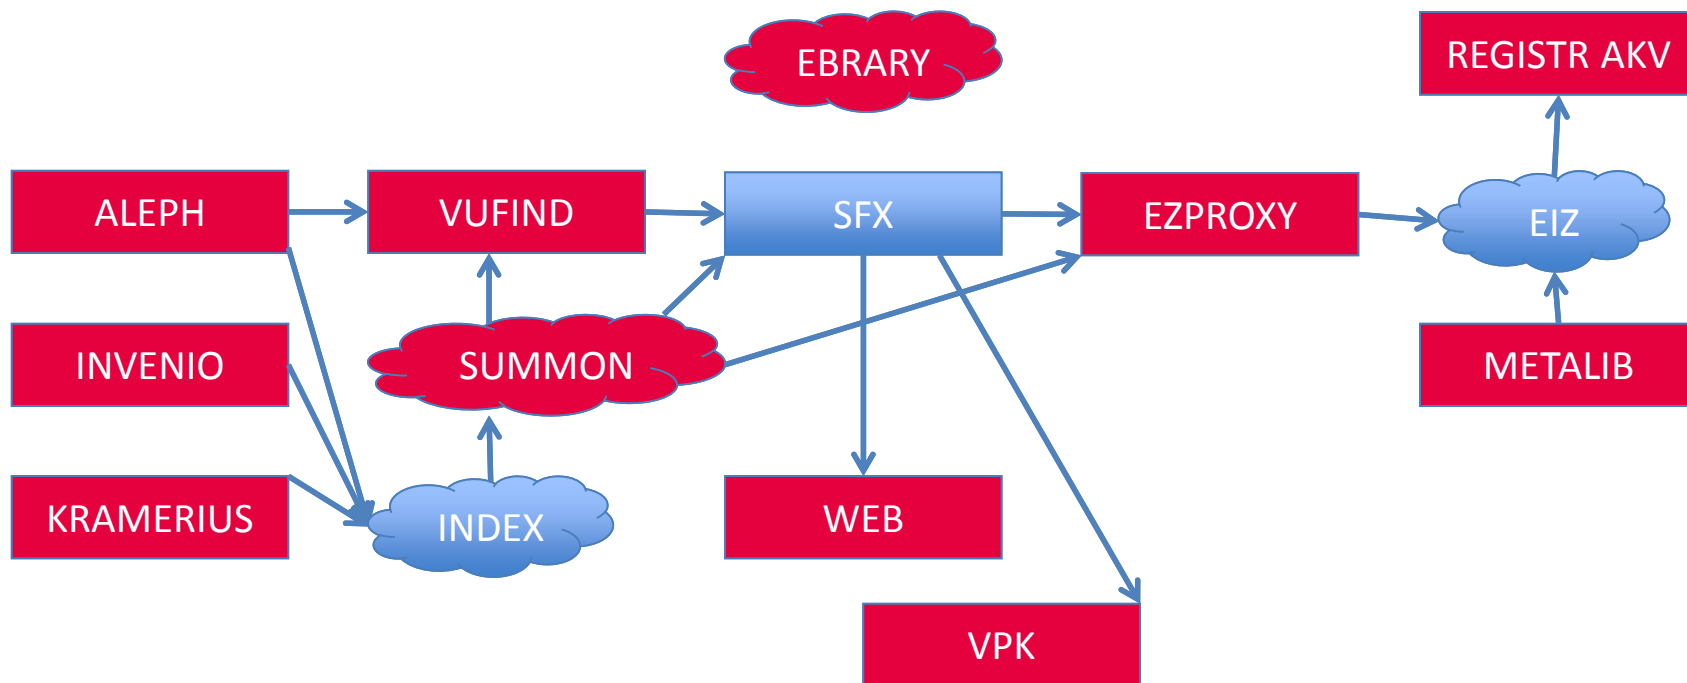 EBRARY
REGISTR AKV
ALEPH
VUFIND
SFX
EZPROXY
EIZ
INVENIO
SUMMON
METALIB
KRAMERIUS
INDEX
WEB
VPK